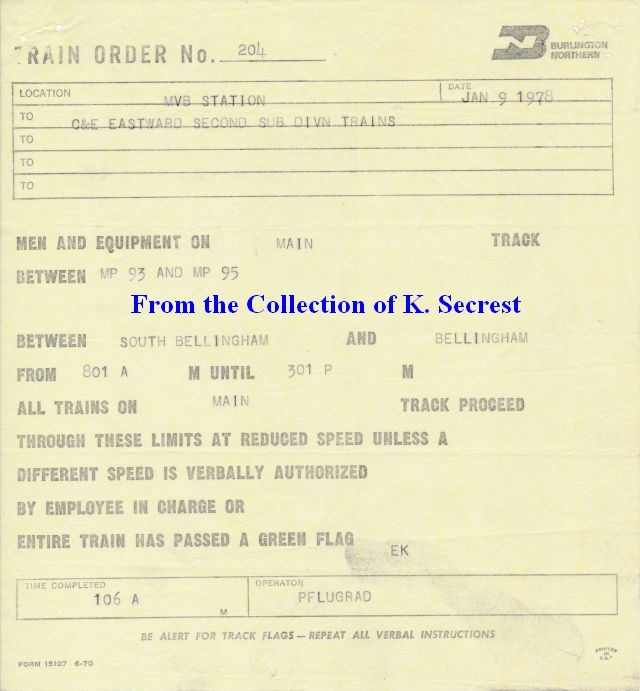 TRAIN ORDER No. 204
BURLINGTON
NORTHERN
LOCATION MVB STATION DATE JAN 9 1978
TO C&E EASTWARD SECOND SUB DIVN TRAINS
TO
TO
TO
MEN AND EQUIPMENT ON MAIN TRACK
BETWEEN MP 93 AND MP 95
From the Collection of K. Secrest
BETWEEN SOUTH BELLINGHAM AND BELLINGHAM
FROM 801 A M UNTIL 301 P M
ALL TRAINS ON MAIN TRACK PROCEED
THROUGH THESE LIMITS AT REDUCED SPEED UNLESS A
DIFFERENT SPEED IS VERBALLY AUTHORIZED
BY EMPLOYEE IN CHARGE OR
ENTIRE TRAIN HAS PASSED A GREEN FLAG EK
TIME COMPLETED 106 A M OPERATOR PFLUGRAD
BE ALERT FOR TRACK FLAGS — REPEAT ALL VERBAL INSTRUCTIONS
FORM 15107 6-70
PRINTED
IN